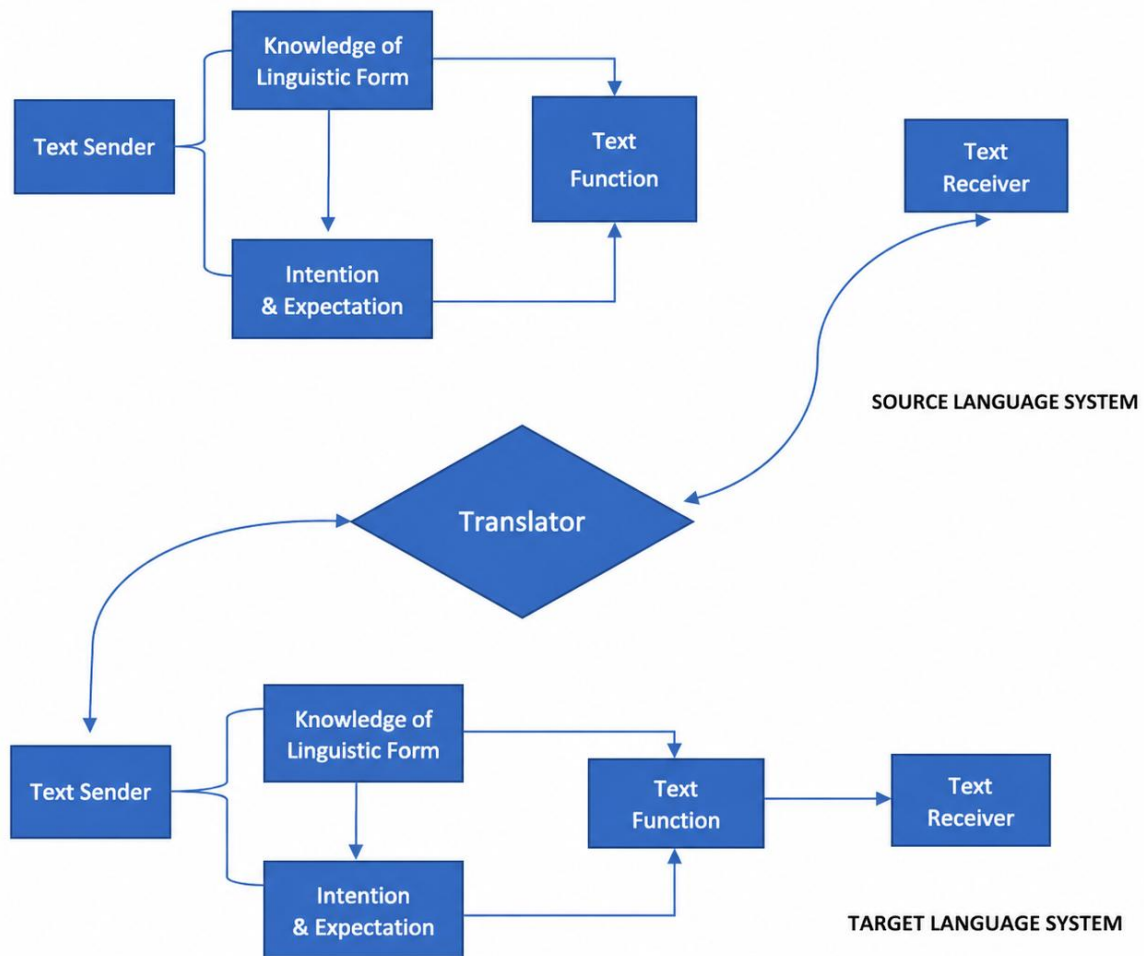 Knowledge of
Linguistic Form
Text Sender
Text
Function
Text
Receiver
Intention
& Expectation
SOURCE LANGUAGE SYSTEM
Translator
Knowledge of
Linguistic Form
Text Sender
Text
Function
Text
Receiver
Intention
& Expectation
TARGET LANGUAGE SYSTEM